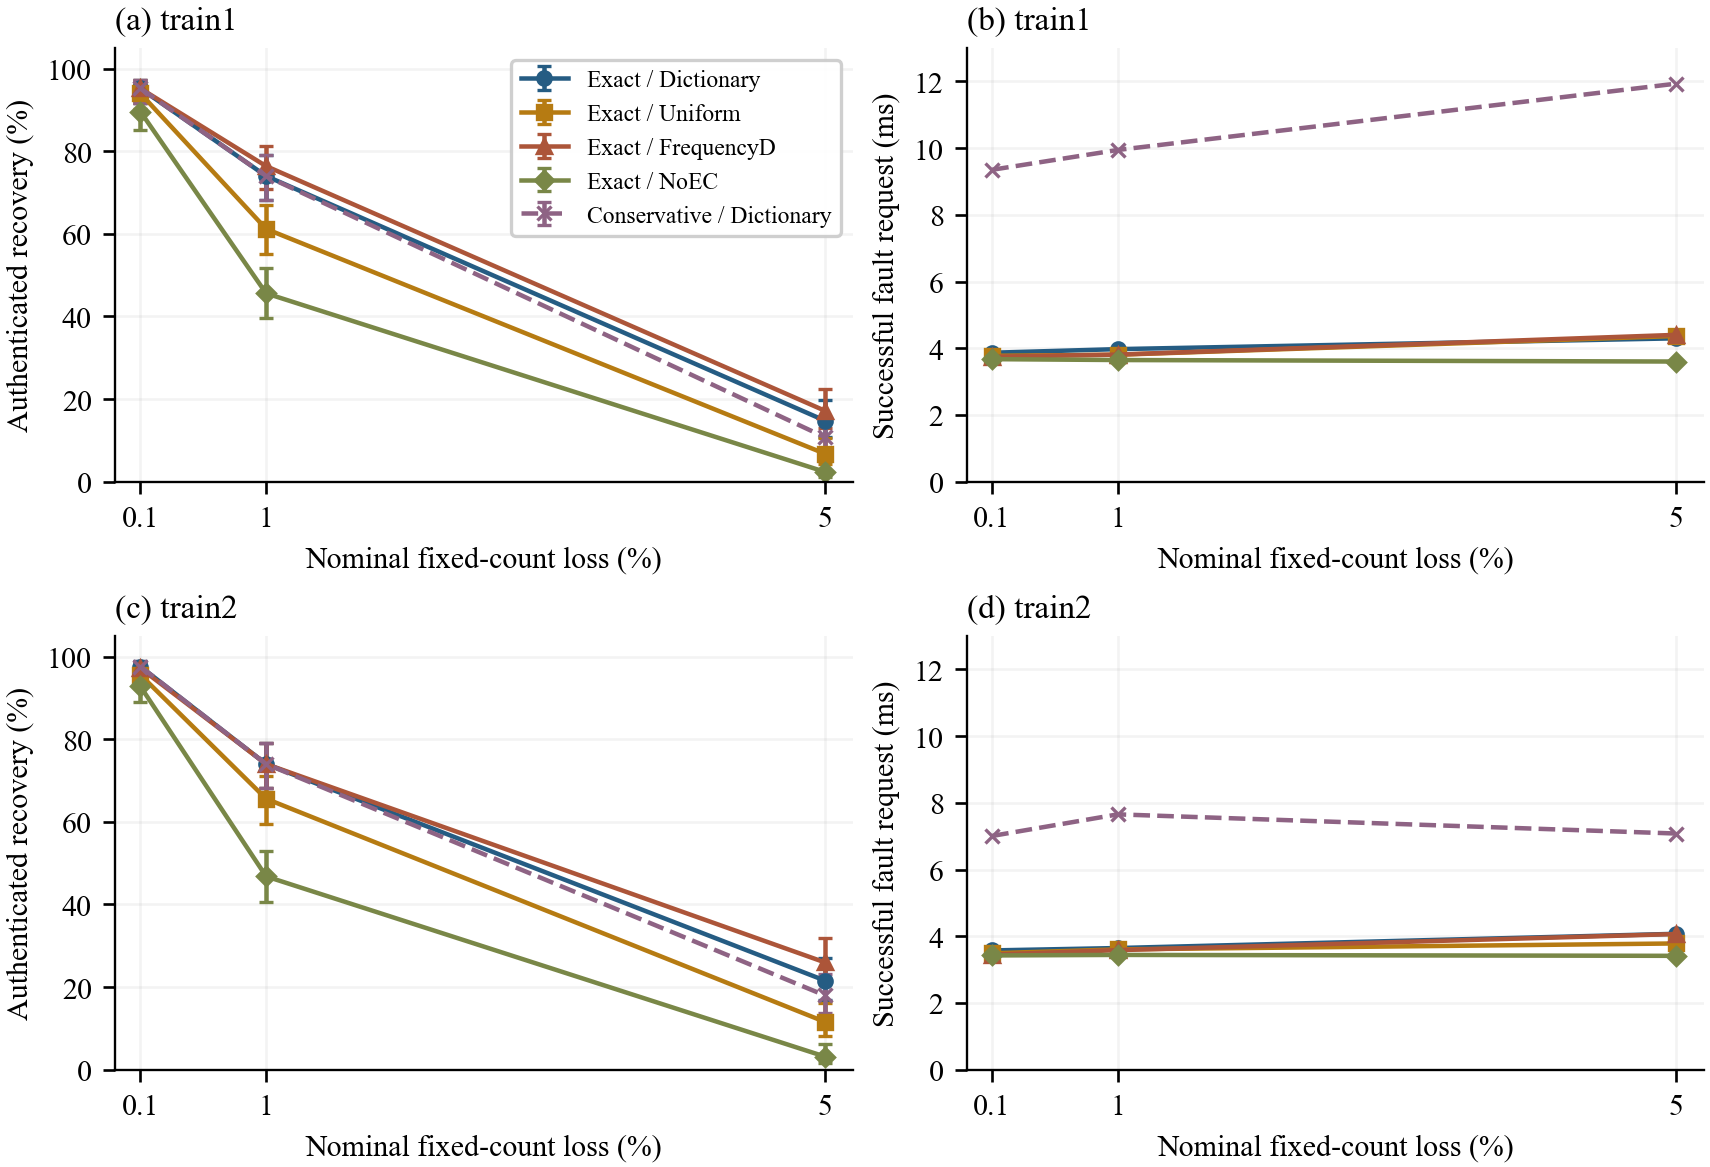 (a) train1
Authenticated recovery (%)
100
80
60
40
20
0
0.1
1
5
Nominal fixed-count loss (%)
Exact / Dictionary
Exact / Uniform
Exact / FrequencyD
Exact / NoEC
Conservative / Dictionary
(b) train1
Successful fault request (ms)
12
10
8
6
4
2
0
0.1
1
5
Nominal fixed-count loss (%)
(c) train2
Authenticated recovery (%)
100
80
60
40
20
0
0.1
1
5
Nominal fixed-count loss (%)
(d) train2
Successful fault request (ms)
12
10
8
6
4
2
0
0.1
1
5
Nominal fixed-count loss (%)